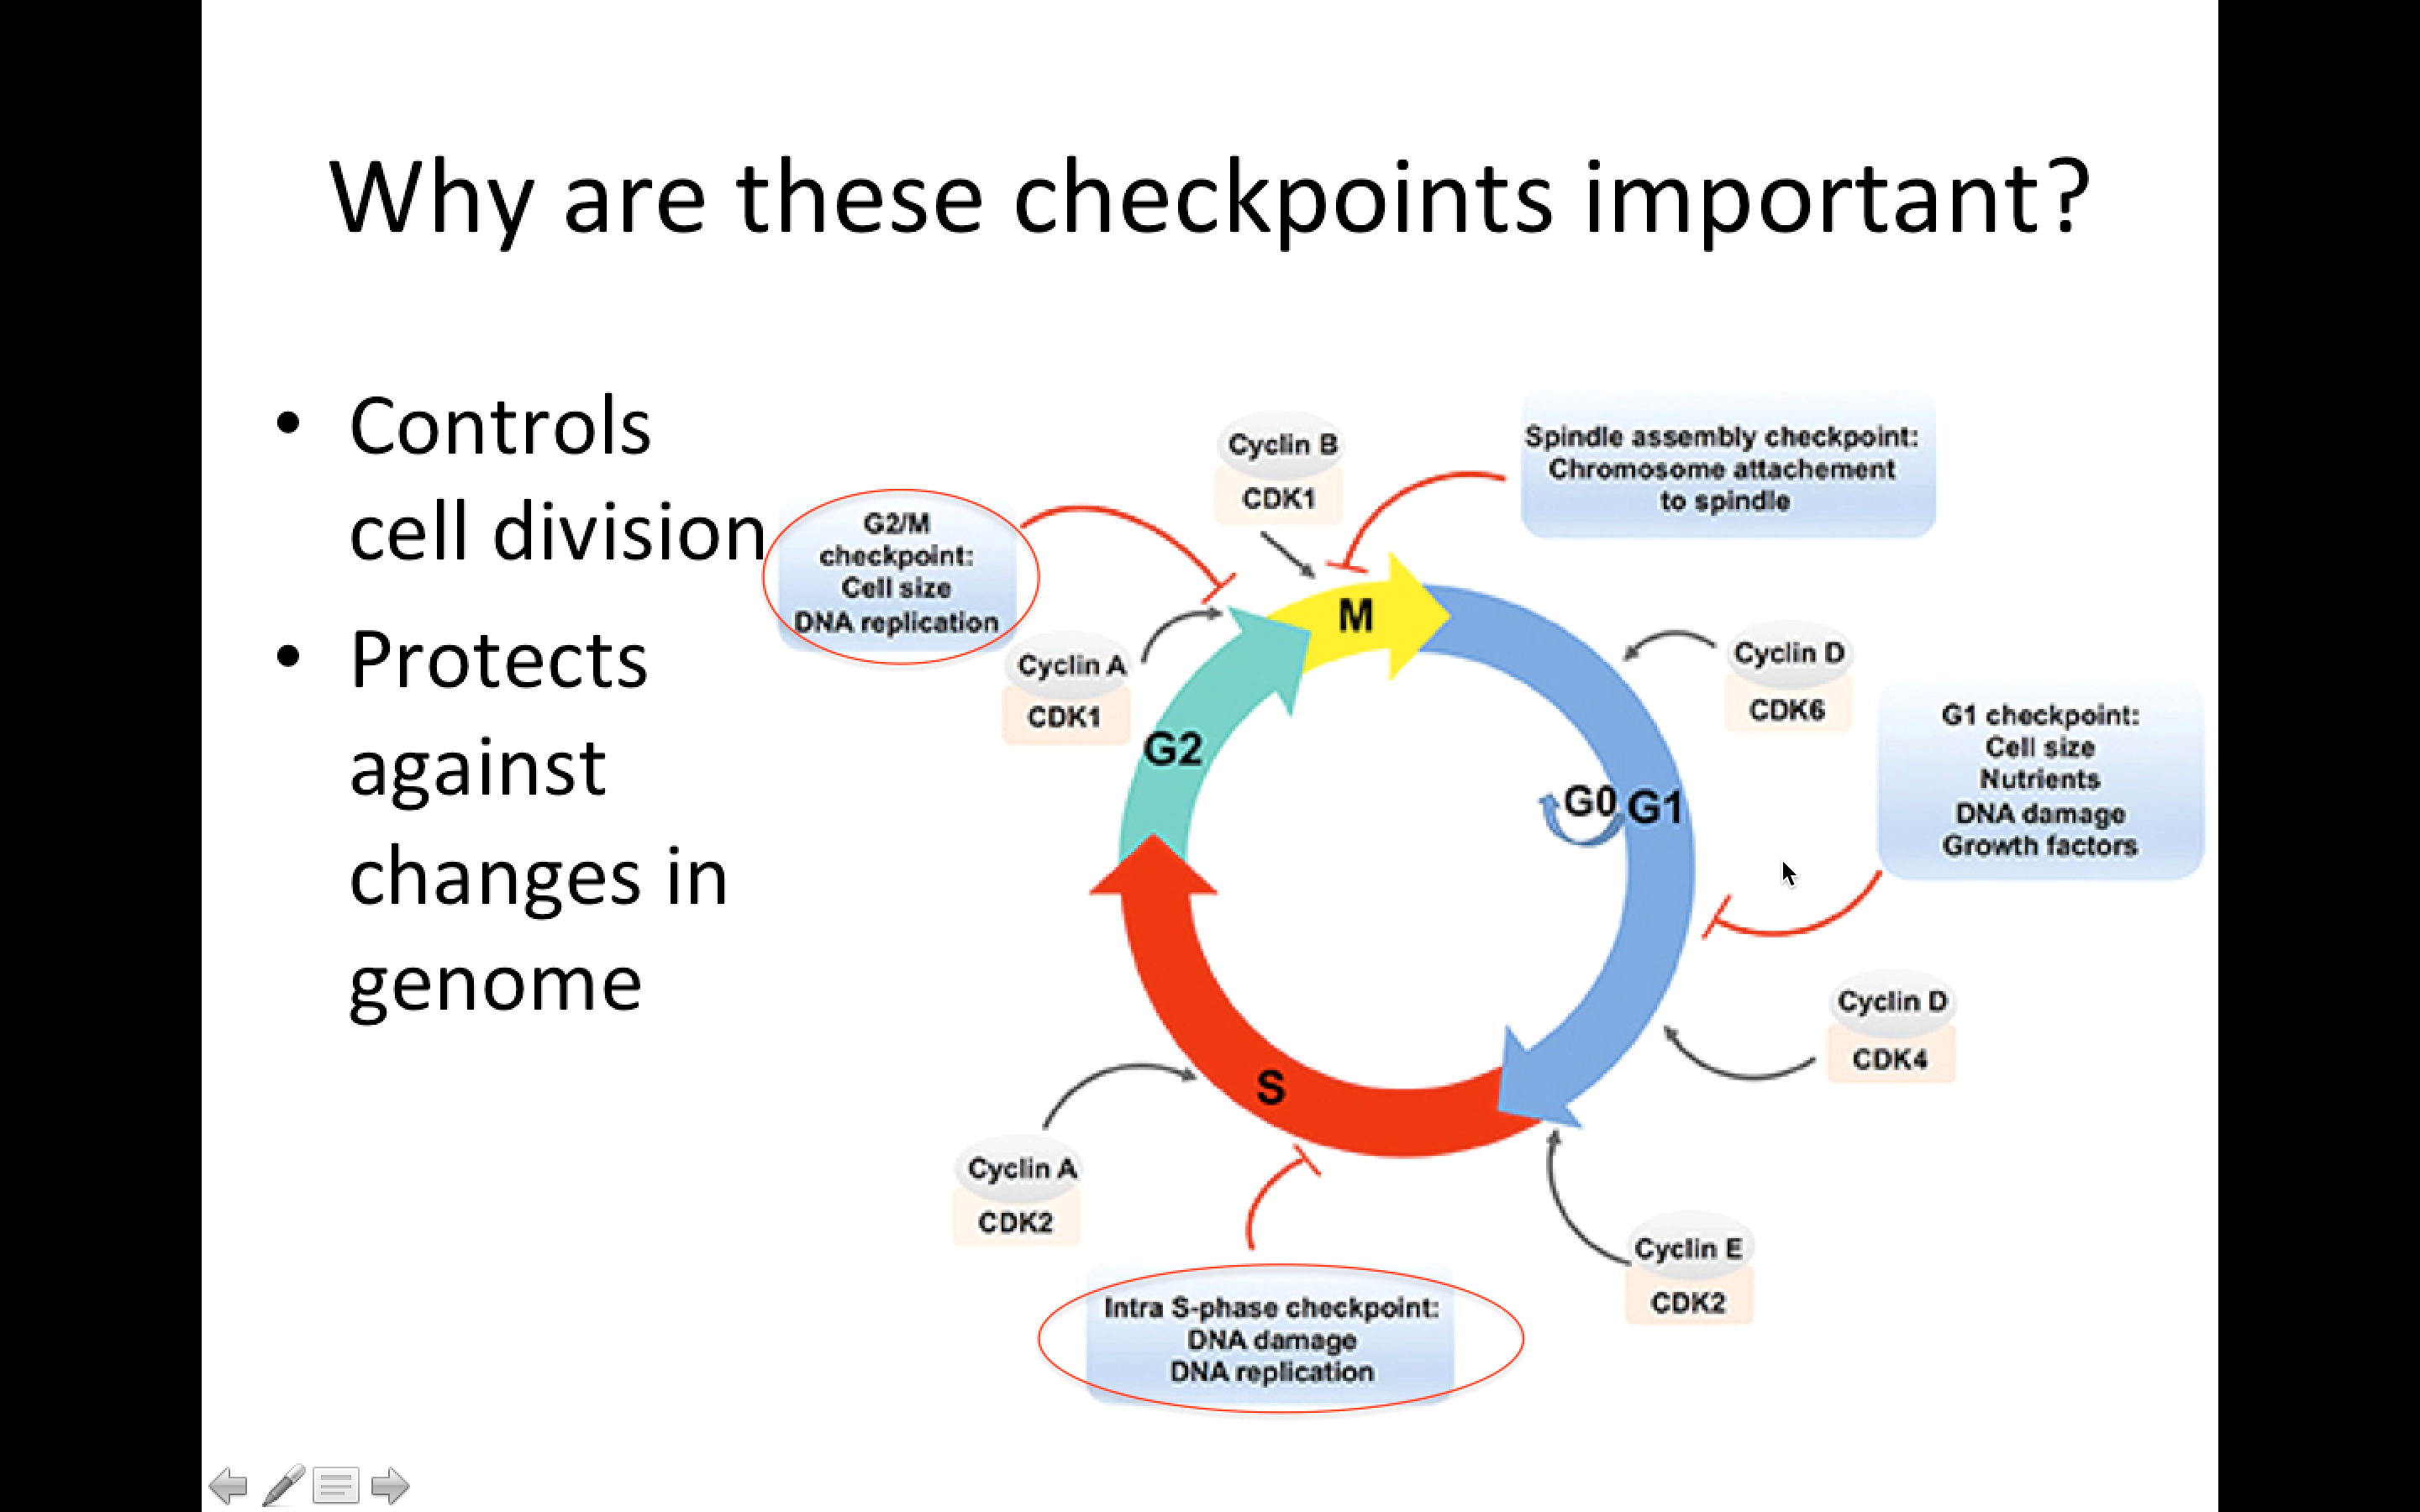 Why are these checkpoints important?
• Controls
cell division
• Protects
against
changes in
genome
G2/M
checkpoint:
Cell size
DNA replication
Cyclin B
CDK1
Spindle assembly checkpoint:
Chromosome attachement
to spindle
Cyclin A
CDK1
M
Cyclin D
CDK6
G2
G0
G1
G1 checkpoint:
Cell size
Nutrients
DNA damage
Growth factors
Cyclin D
CDK4
S
Cyclin A
CDK2
Cyclin E
CDK2
Intra S-phase checkpoint:
DNA damage
DNA replication